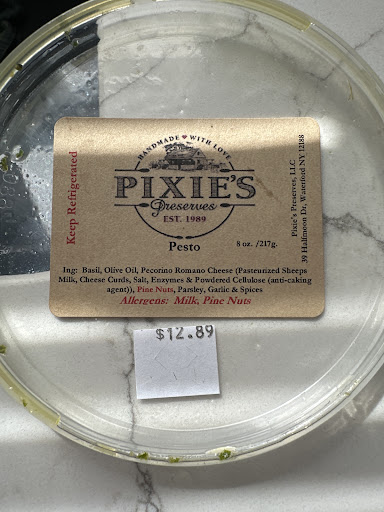 HANDMADE ♥ WITH LOVE
PIXIE'S
Preserves
EST. 1989
Pesto
8 oz. /217g.
Keep Refrigerated
Pixie's Preserves, LLC
39 Halfmoon Dr. Waterford NY 12188
Ing: Basil, Olive Oil, Pecorino Romano Cheese (Pasteurized Sheeps
Milk, Cheese Curds, Salt, Enzymes & Powdered Cellulose (anti-caking
agent)), Pine Nuts, Parsley, Garlic & Spices
Allergens: Milk, Pine Nuts
$12.89